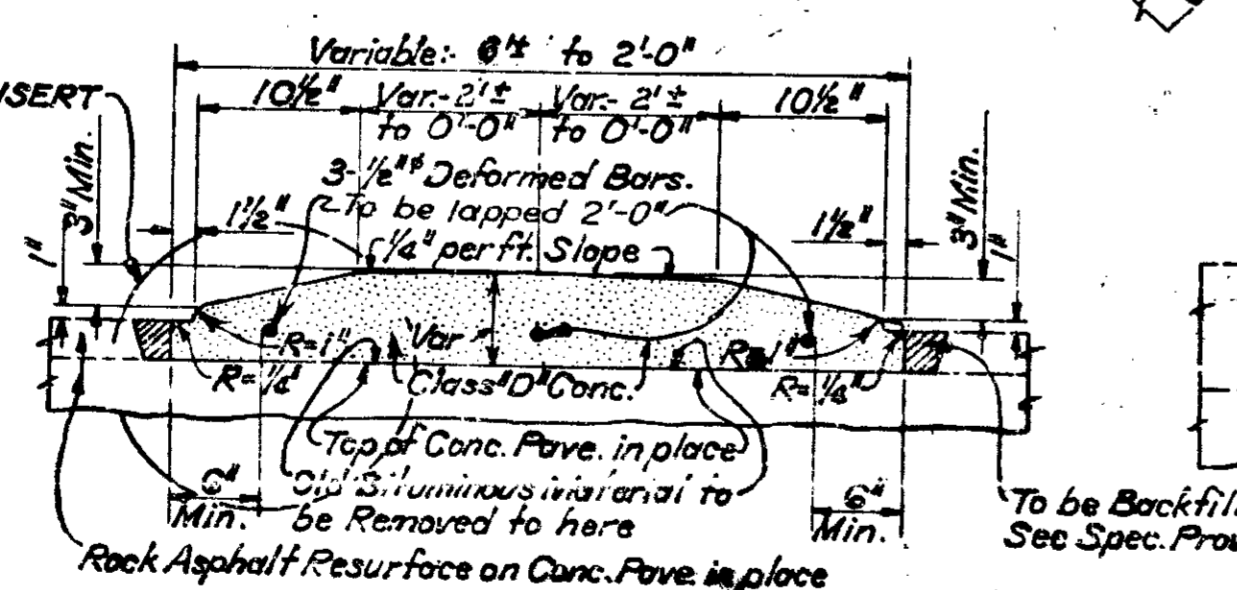 Variable:- 6'± to 2'-0"
NSERT
10½" Var.-2'± Var.-2'± 10½"
to 0'-0" to 0'-0"
3"Min. 3"Min.
3-½"ᶲ Deformed Bars.
To be lapped 2'-0"
1" 1½" 1½" 1"
¼" per ft. Slope
R=1" Var R=1"
R=¼" Class "D" Conc. R=¼"
Top of Conc. Pave. in place
6" Old Bituminous Material to 6"
Min. be Removed to here Min.
To be Backfil
See Spec. Prov
Rock Asphalt Resurface on Conc. Pave. in place